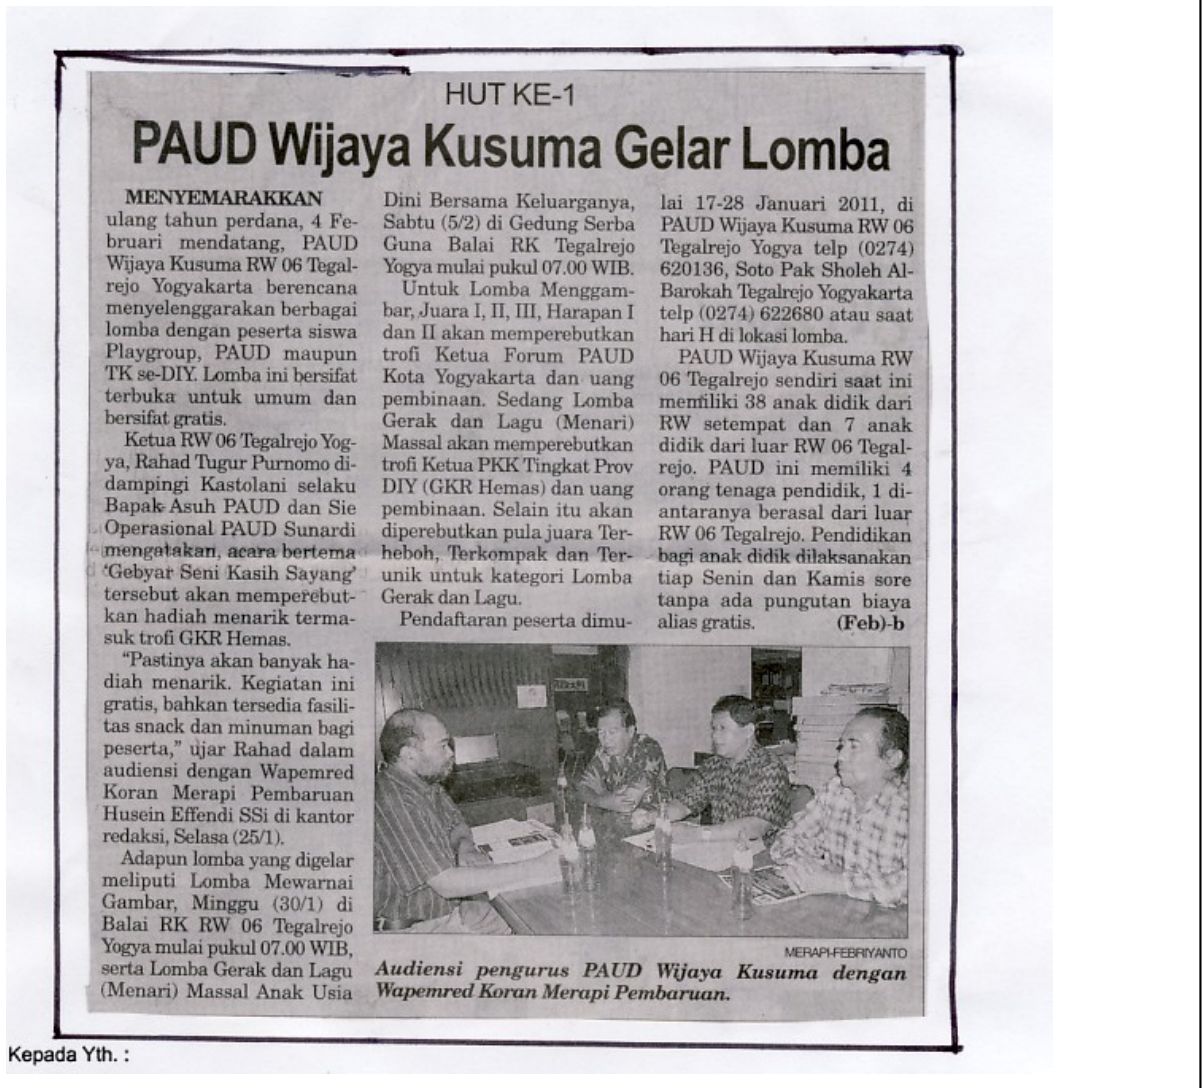 HUT KE-1
PAUD Wijaya Kusuma Gelar Lomba
MENYEMARAKKAN
ulang tahun perdana, 4 Fe-
bruari mendatang, PAUD
Wijaya Kusuma RW 06 Tegal-
rejo Yogyakarta berencana
menyelenggarakan berbagai
lomba dengan peserta siswa
Playgroup, PAUD maupun
TK se-DIY. Lomba ini bersifat
terbuka untuk umum dan
bersifat gratis.
Ketua RW 06 Tegalrejo Yog-
ya, Rahad Tugur Purnomo di-
dampingi Kastolani selaku
Bapak Asuh PAUD dan Sie
Operasional PAUD Sunardi
mengatakan, acara bertema
‘Gebyar Seni Kasih Sayang’
tersebut akan memperebut-
kan hadiah menarik terma-
suk trofi GKR Hemas.
“Pastinya akan banyak ha-
diah menarik. Kegiatan ini
gratis, bahkan tersedia fasili-
tas snack dan minuman bagi
peserta,” ujar Rahad dalam
audiensi dengan Wapemred
Koran Merapi Pembaruan
Husein Effendi SSi di kantor
redaksi, Selasa (25/1).
Adapun lomba yang digelar
meliputi Lomba Mewarnai
Gambar, Minggu (30/1) di
Balai RK RW 06 Tegalrejo
Yogya mulai pukul 07.00 WIB,
serta Lomba Gerak dan Lagu
(Menari) Massal Anak Usia
Dini Bersama Keluarganya,
Sabtu (5/2) di Gedung Serba
Guna Balai RK Tegalrejo
Yogya mulai pukul 07.00 WIB.
Untuk Lomba Menggam-
bar, Juara I, II, III, Harapan I
dan II akan memperebutkan
trofi Ketua Forum PAUD
Kota Yogyakarta dan uang
pembinaan. Sedang Lomba
Gerak dan Lagu (Menari)
Massal akan memperebutkan
trofi Ketua PKK Tingkat Prov
DIY (GKR Hemas) dan uang
pembinaan. Selain itu akan
diperebutkan pula juara Ter-
heboh, Terkompak dan Ter-
unik untuk kategori Lomba
Gerak dan Lagu.
Pendaftaran peserta dimu-
lai 17-28 Januari 2011, di
PAUD Wijaya Kusuma RW 06
Tegalrejo Yogya telp (0274)
620136, Soto Pak Sholeh Al-
Barokah Tegalrejo Yogyakarta
telp (0274) 622680 atau saat
hari H di lokasi lomba.
PAUD Wijaya Kusuma RW
06 Tegalrejo sendiri saat ini
memiliki 38 anak didik dari
RW setempat dan 7 anak
didik dari luar RW 06 Tegal-
rejo. PAUD ini memiliki 4
orang tenaga pendidik, 1 di-
antaranya berasal dari luar
RW 06 Tegalrejo. Pendidikan
bagi anak didik dilaksanakan
tiap Senin dan Kamis sore
tanpa ada pungutan biaya
alias gratis. (Feb)-b
MERAPI-FEBRIYANTO
Audiensi pengurus PAUD Wijaya Kusuma dengan
Wapemred Koran Merapi Pembaruan.
Kepada Yth. :